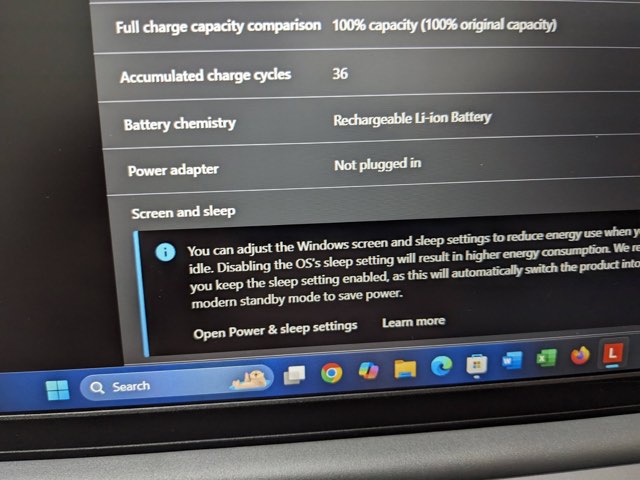 Full charge capacity comparison 100% capacity (100% original capacity)
Accumulated charge cycles 36
Battery chemistry Rechargeable Li-ion Battery
Power adapter Not plugged in
Screen and sleep
You can adjust the Windows screen and sleep settings to reduce energy use when
idle. Disabling the OS's sleep setting will result in higher energy consumption. We
you keep the sleep setting enabled, as this will automatically switch the product into
modern standby mode to save power.
Open Power & sleep settings Learn more
Search
L